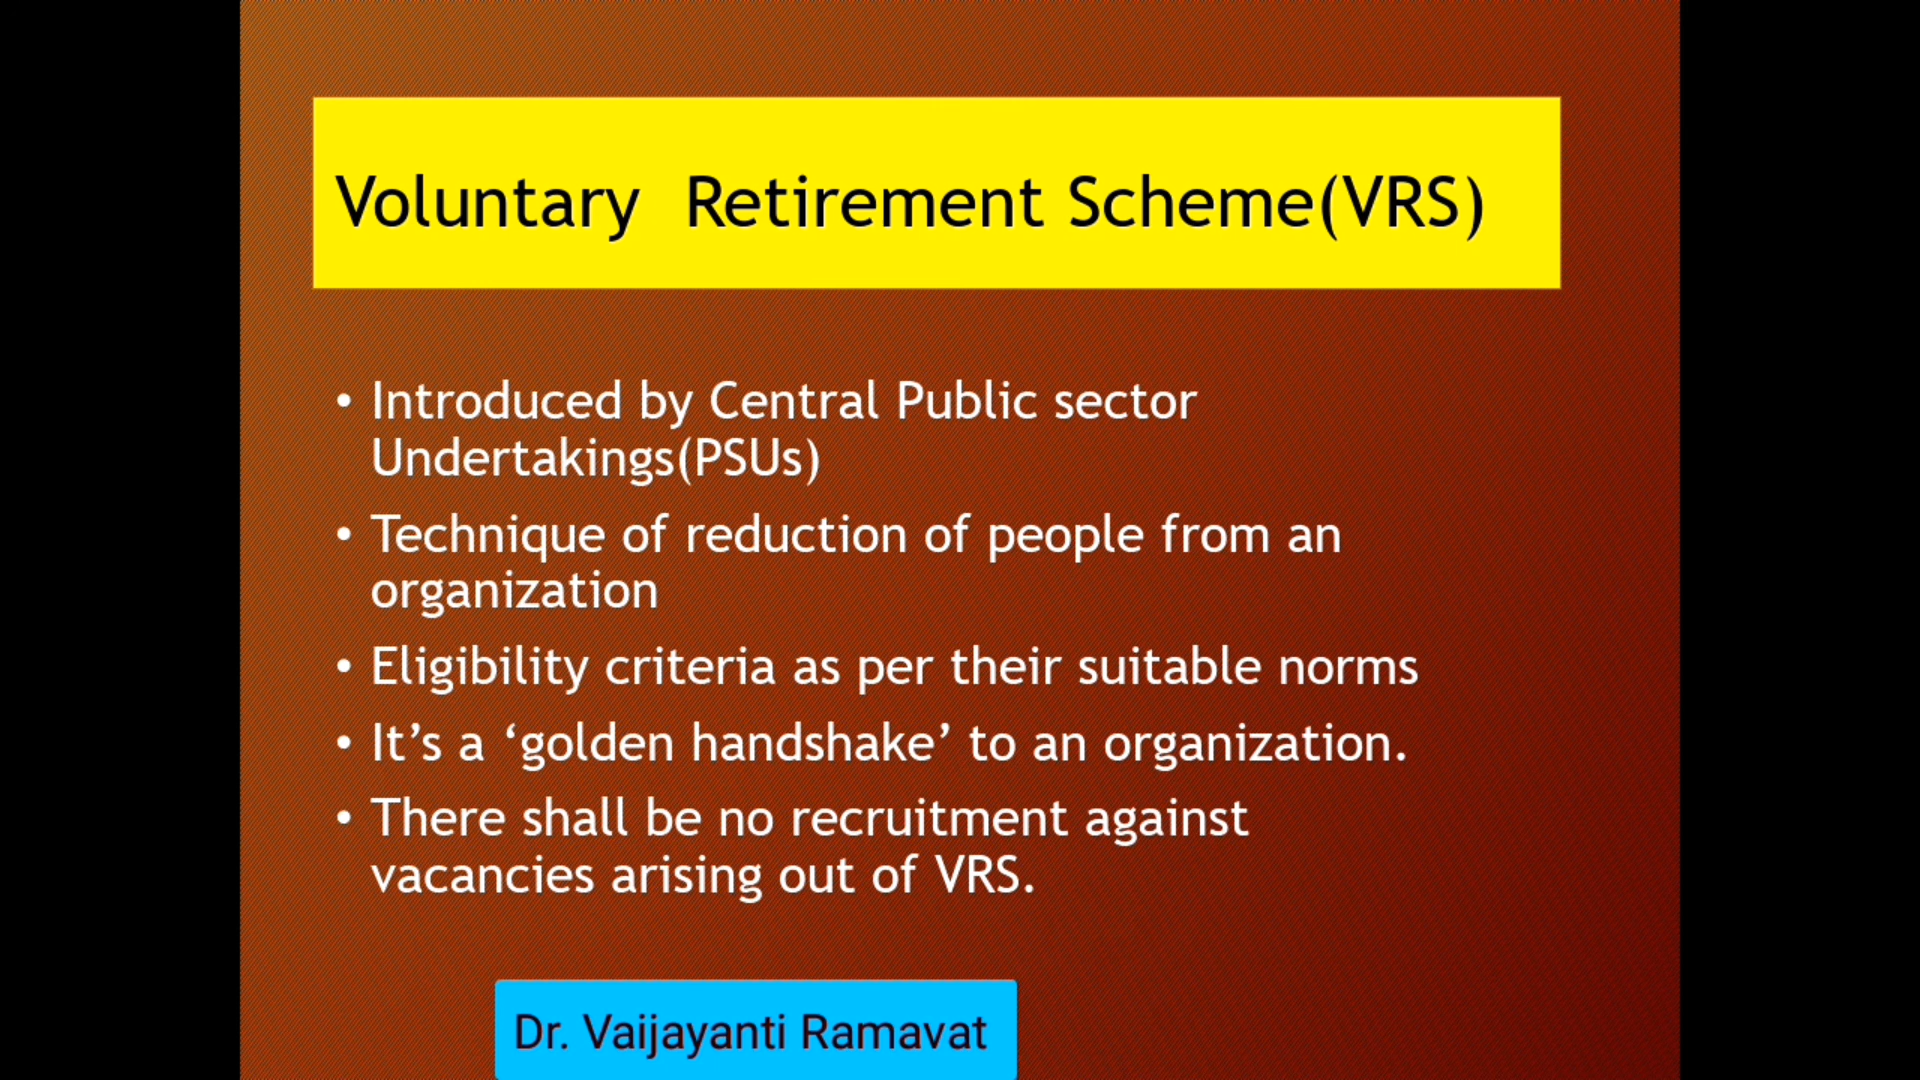 Voluntary  Retirement Scheme(VRS)
• Introduced by Central Public sector
Undertakings(PSUs)
• Technique of reduction of people from an
organization
• Eligibility criteria as per their suitable norms
• It’s a ‘golden handshake’ to an organization.
• There shall be no recruitment against
vacancies arising out of VRS.
Dr. Vaijayanti Ramavat